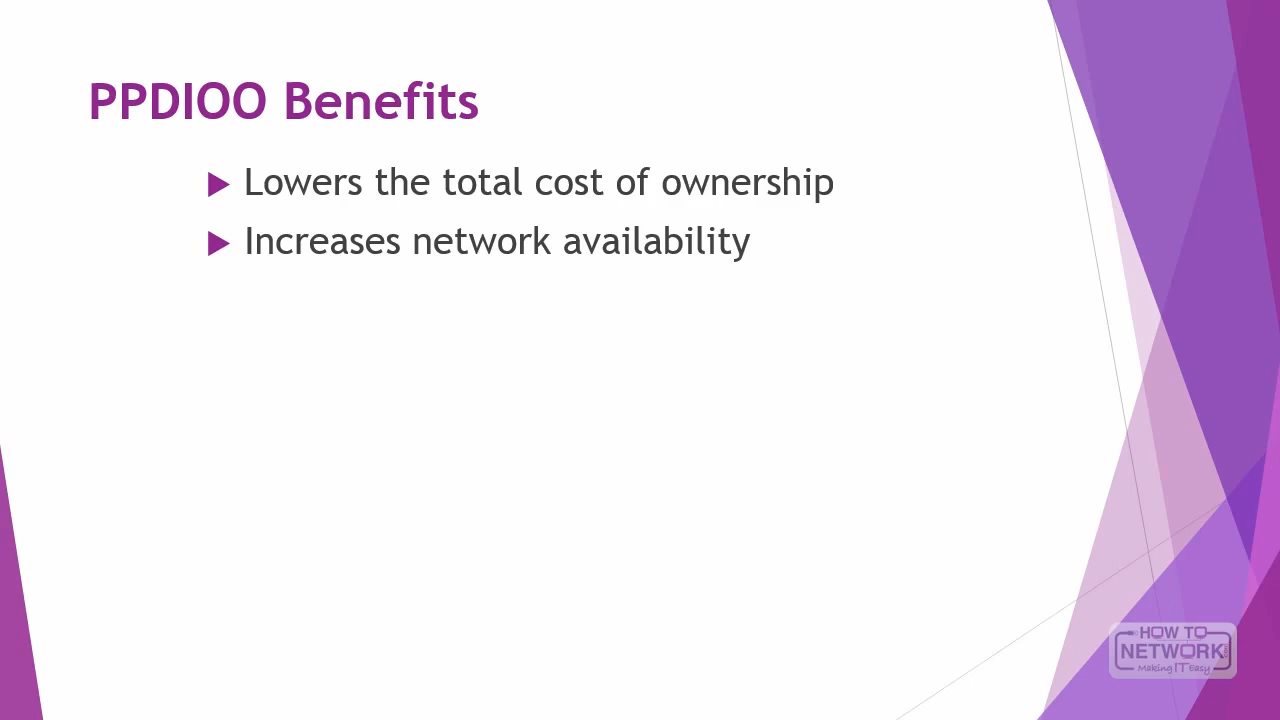 PPDIOO Benefits
Lowers the total cost of ownership
Increases network availability
HOW TO
NETWORK
Making IT Easy